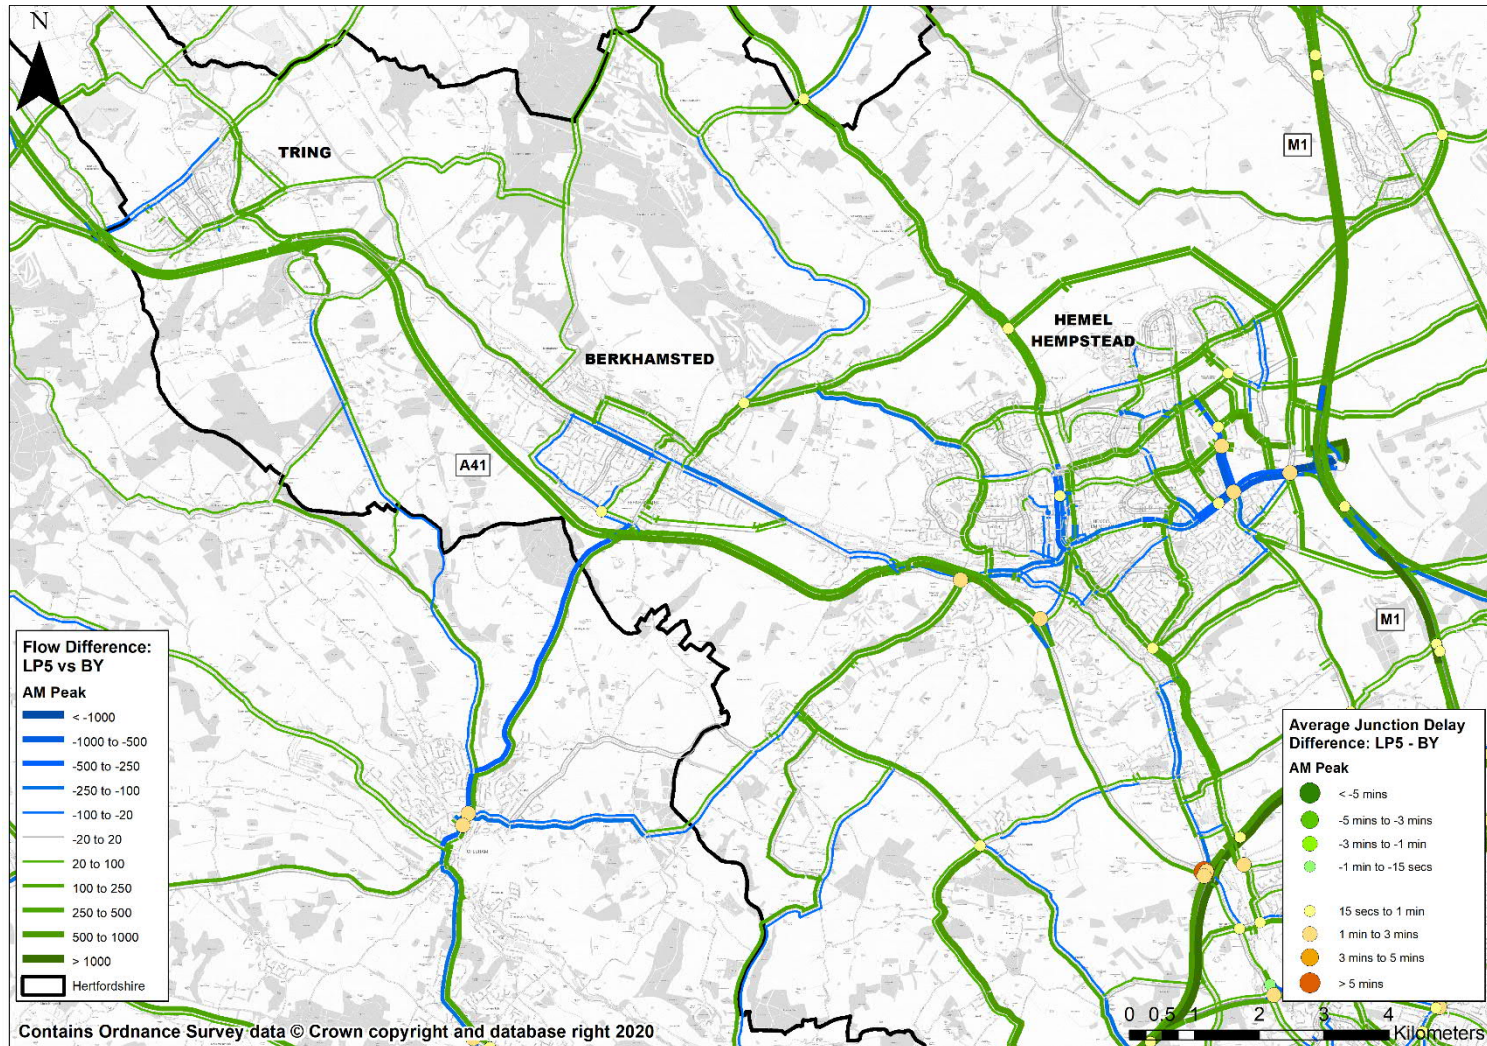 N
TRING
M1
HEMEL
HEMPSTEAD
BERKHAMSTED
A41
M1
Flow Difference:
LP5 vs BY
AM Peak
< -1000
-1000 to -500
-500 to -250
-250 to -100
-100 to -20
-20 to 20
20 to 100
100 to 250
250 to 500
500 to 1000
> 1000
Hertfordshire
Average Junction Delay
Difference: LP5 - BY
AM Peak
< -5 mins
-5 mins to -3 mins
-3 mins to -1 min
-1 min to -15 secs
15 secs to 1 min
1 min to 3 mins
3 mins to 5 mins
> 5 mins
0 0.5 1 2 3 4
Kilometers
Contains Ordnance Survey data © Crown copyright and database right 2020